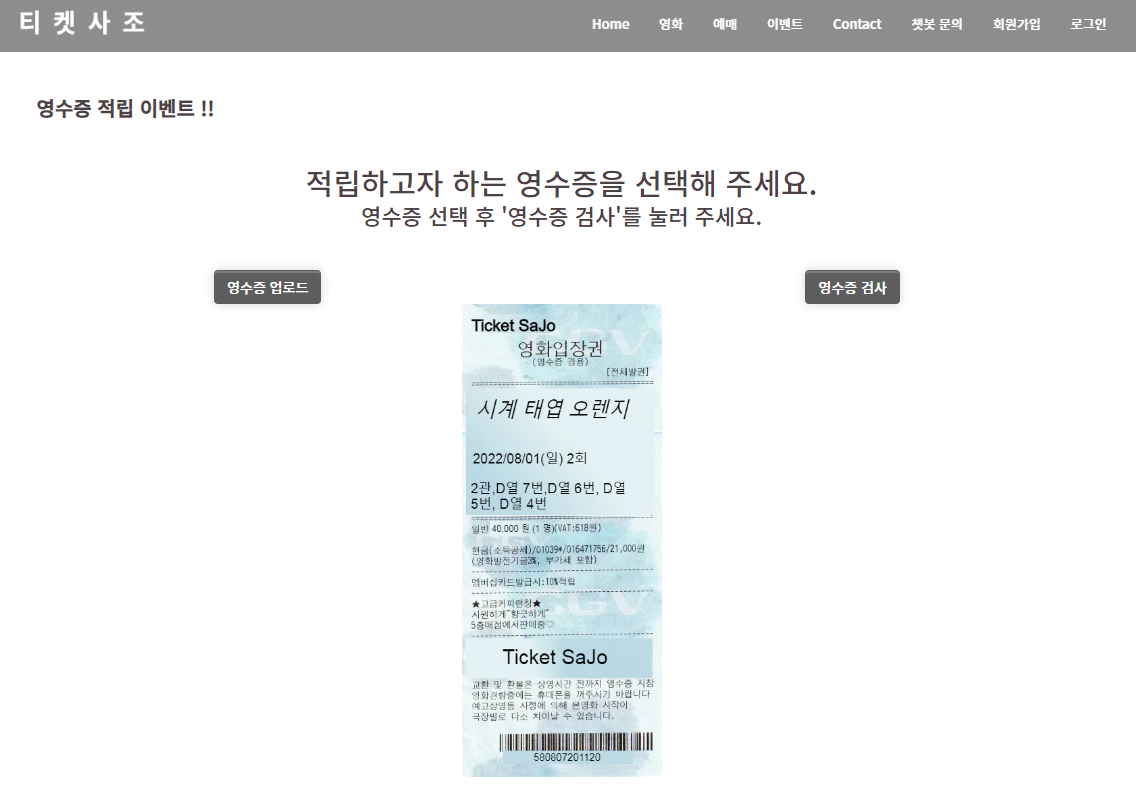 티 켓 사 조
Home 영화 예매 이벤트 Contact 챗봇 문의 회원가입 로그인
영수증 적립 이벤트 !!
적립하고자 하는 영수증을 선택해 주세요.
영수증 선택 후 '영수증 검사'를 눌러 주세요.
영수증 업로드 영수증 검사
Ticket SaJo
CGV
영화입장권
(영수증 겸용)
[전체발권]
시계 태엽 오렌지
2022/08/01(일) 2회
2관,D열 7번,D열 6번, D열
5번, D열 4번
일반 40,000 원 (1 명)(VAT:618원)
현금(소득공제)/01039*/016471756/21,000원
(영화발전기금3%, 부가세 포함)
멤버십카드발급시:10%적립
★고급커피런칭★
시원하게~향긋하게~
5층매점에서판매중♡
CGV
Ticket SaJo
교환 및 환불은 상영시간 전까지 영수증 지참
영화관람중에는 휴대폰을 꺼주시기 바랍니다
예고상영등 사정에 의해 본영화 시작이
극장별로 다소 차이날 수 있습니다.
580807201120